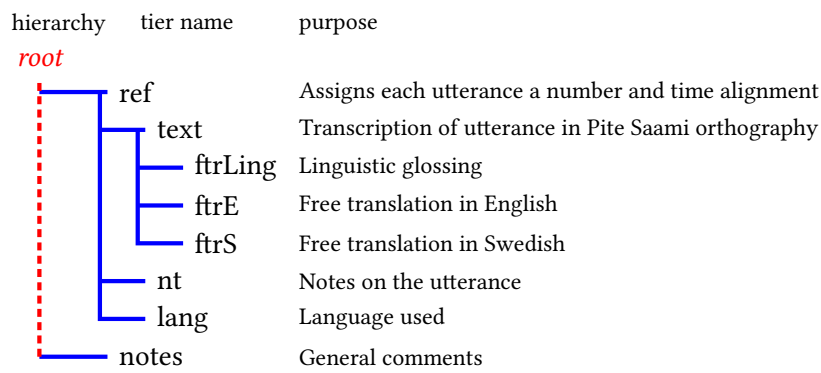 hierarchy tier name purpose
root
ref Assigns each utterance a number and time alignment
text Transcription of utterance in Pite Saami orthography
ftrLing Linguistic glossing
ftrE Free translation in English
ftrS Free translation in Swedish
nt Notes on the utterance
lang Language used
notes General comments